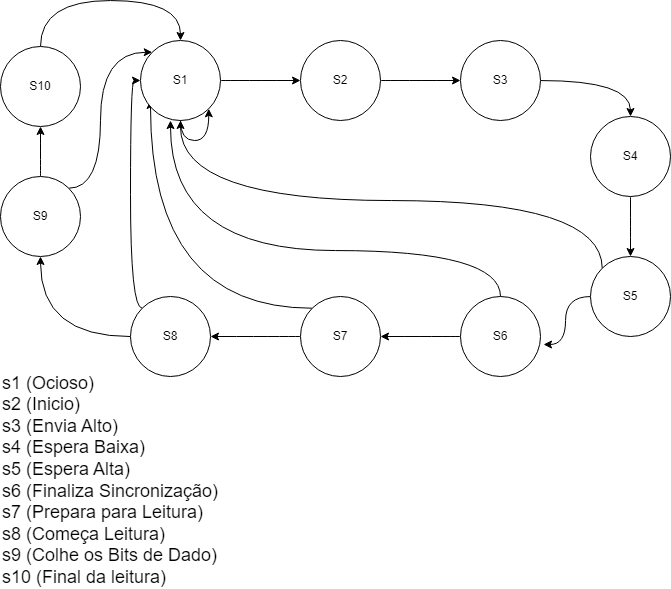 S1
S2
S3
S10
S4
S9
S5
S8
S7
S6
s1 (Ocioso)
s2 (Inicio)
s3 (Envia Alto)
s4 (Espera Baixa)
s5 (Espera Alta)
s6 (Finaliza Sincronização)
s7 (Prepara para Leitura)
s8 (Começa Leitura)
s9 (Colhe os Bits de Dado)
s10 (Final da leitura)